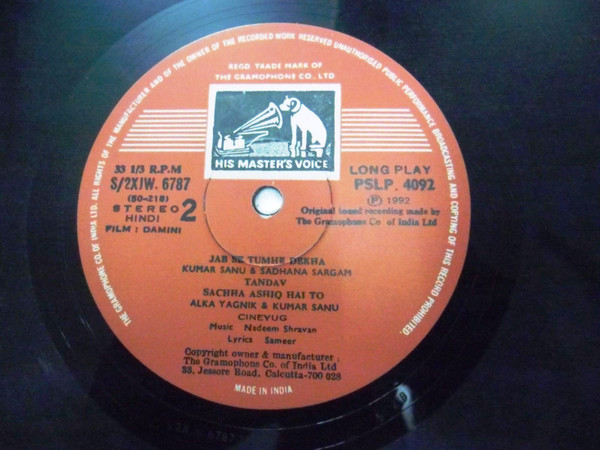 THE GRAMOPHONE CO. OF INDIA LTD. ALL RIGHTS OF THE MANUFACTURER AND OF THE OWNER OF THE RECORDED WORK RESERVED UNAUTHORISED PUBLIC PERFORMANCE BROADCASTING AND COPYING OF THIS RECORD PROHIBITED.
REGD TRADE MARK OF
THE GRAMOPHONE CO. LTD
HIS MASTER'S VOICE
33 1/3 R.P.M
S/2XJW. 6787
(50-218)
STEREO 2
HINDI
FILM : DAMINI
LONG PLAY
PSLP. 4092
Ⓟ 1992
Original sound recording made by
The Gramophone Co of India Ltd
JAB SE TUMHE DEKHA
KUMAR SANU & SADHANA SARGAM
TANDAV
SACHHA ASHIQ HAI TO
ALKA YAGNIK & KUMAR SANU
CINEYUG
Music Nadeem Shravan
Lyrics Sameer
Copyright owner & manufacturer :
The Gramophone Co. of India Ltd
33, Jessore Road, Calcutta-700 028
MADE IN INDIA